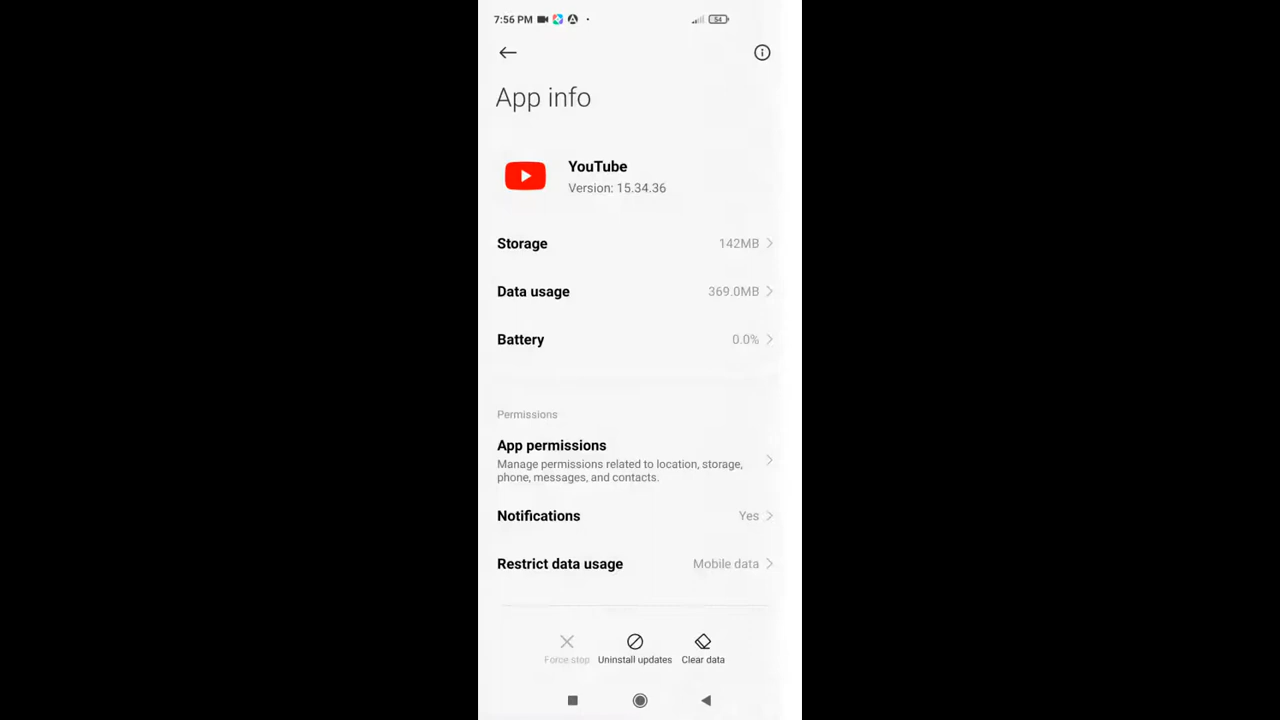 7:56 PM
54
App info
YouTube
Version: 15.34.36
Storage 142MB
Data usage 369.0MB
Battery 0.0%
Permissions
App permissions
Manage permissions related to location, storage,
phone, messages, and contacts.
Notifications Yes
Restrict data usage Mobile data
Force stop Uninstall updates Clear data